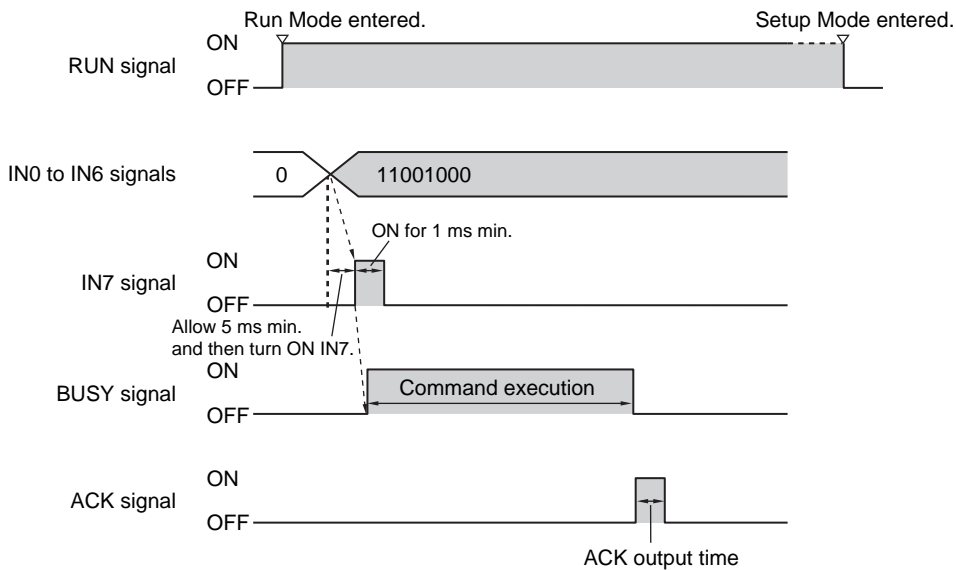 Run Mode entered.
Setup Mode entered.
ON
RUN signal
OFF
IN0 to IN6 signals
0
11001000
ON for 1 ms min.
ON
IN7 signal
OFF
Allow 5 ms min.
and then turn ON IN7.
ON
BUSY signal
Command execution
OFF
ON
ACK signal
OFF
ACK output time